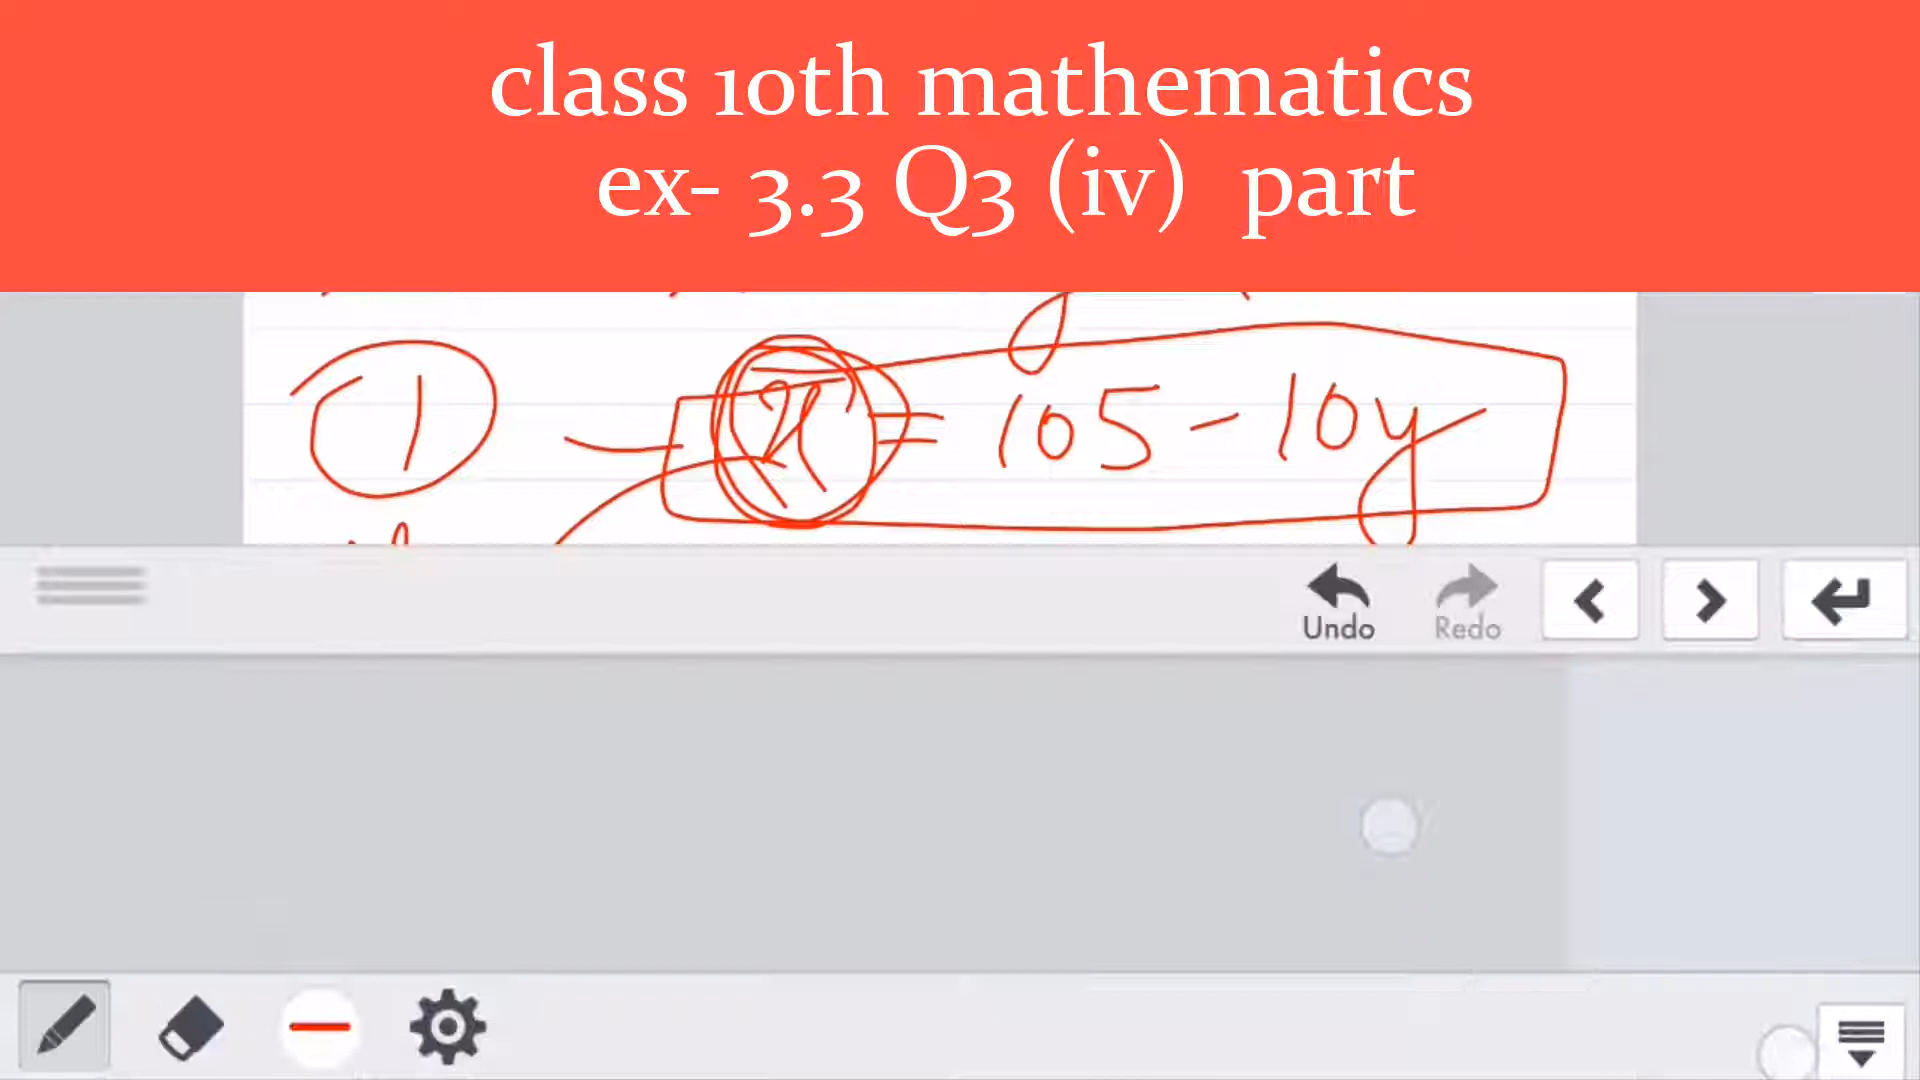 class 10th mathematics
ex- 3.3 Q3 (iv) part
1 x = 105 - 10y
Undo Redo